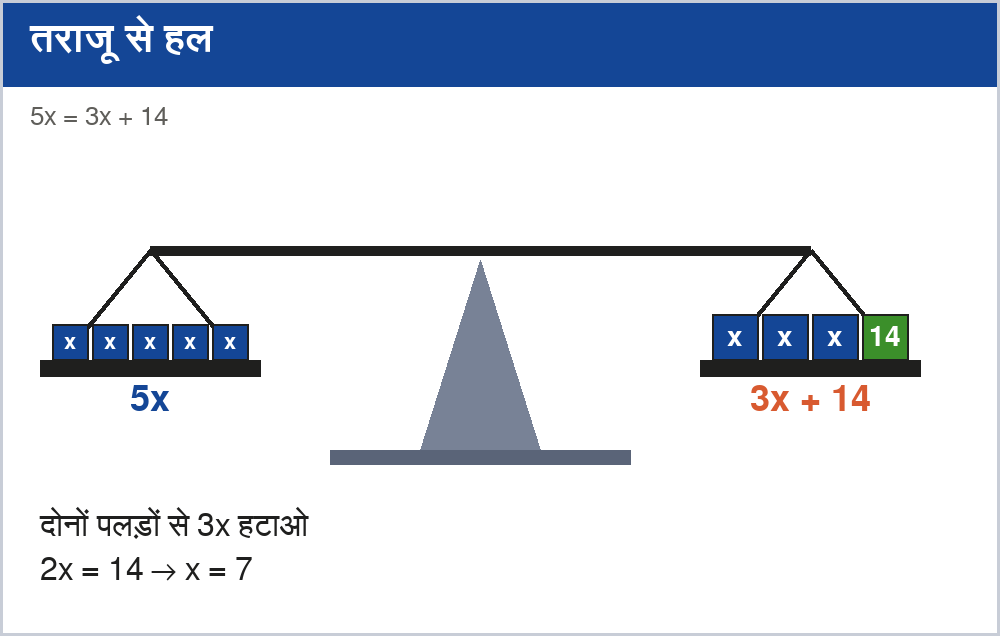 तराजू से हल
5x = 3x + 14
x x x x x
x x x 14
5x
3x + 14
दोनों पलड़ों से 3x हटाओ
2x = 14 → x = 7